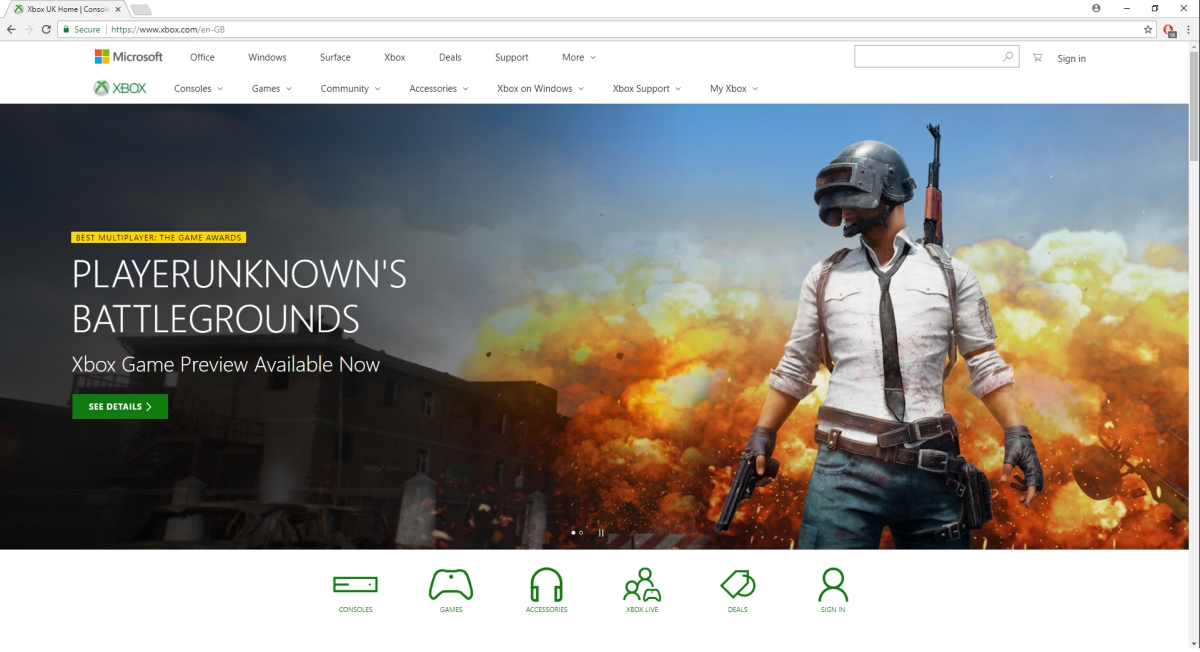 Xbox UK Home | Console
Secure
https://www.xbox.com/en-GB
Microsoft Office Windows Surface Xbox Deals Support More Sign in
XBOX Consoles Games Community Accessories Xbox on Windows Xbox Support My Xbox
BEST MULTIPLAYER: THE GAME AWARDS
PLAYERUNKNOWN'S
BATTLEGROUNDS
Xbox Game Preview Available Now
SEE DETAILS
CONSOLES GAMES ACCESSORIES XBOX LIVE DEALS SIGN IN